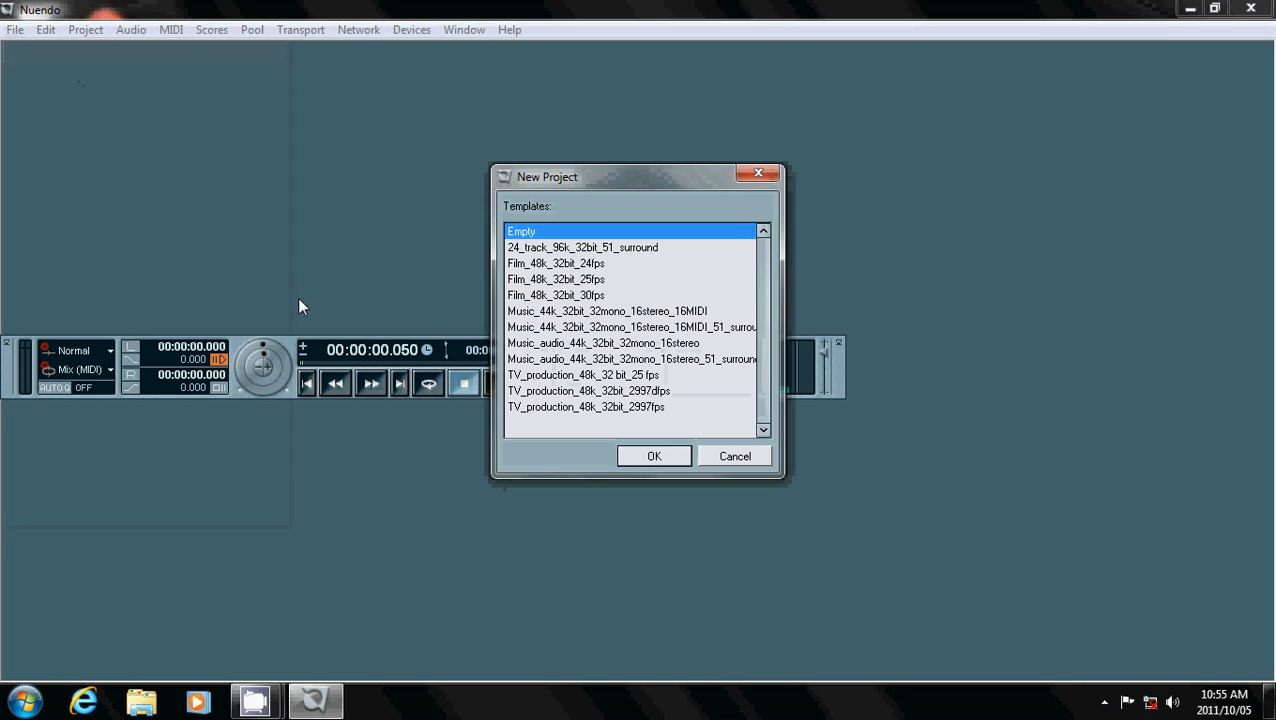 Nuendo
File Edit Project Audio MIDI Scores Pool Transport Network Devices Window Help
New Project
Templates:
Empty
24_track_96k_32bit_51_surround
Film_48k_32bit_24fps
Film_48k_32bit_25fps
Film_48k_32bit_30fps
Music_44k_32bit_32mono_16stereo_16MIDI
Music_44k_32bit_32mono_16stereo_16MIDI_51_surrou
Music_audio_44k_32bit_32mono_16stereo
Music_audio_44k_32bit_32mono_16stereo_51_surroun
TV_production_48k_32 bit_25 fps
TV_production_48k_32bit_2997dfps
TV_production_48k_32bit_2997fps
OK Cancel
Normal L 00:00:00.000 00:00:00.050 00:0
0.000
Mix (MIDI) R 00:00:00.000
AUTO Q OFF 0.000
10:55 AM
2011/10/05